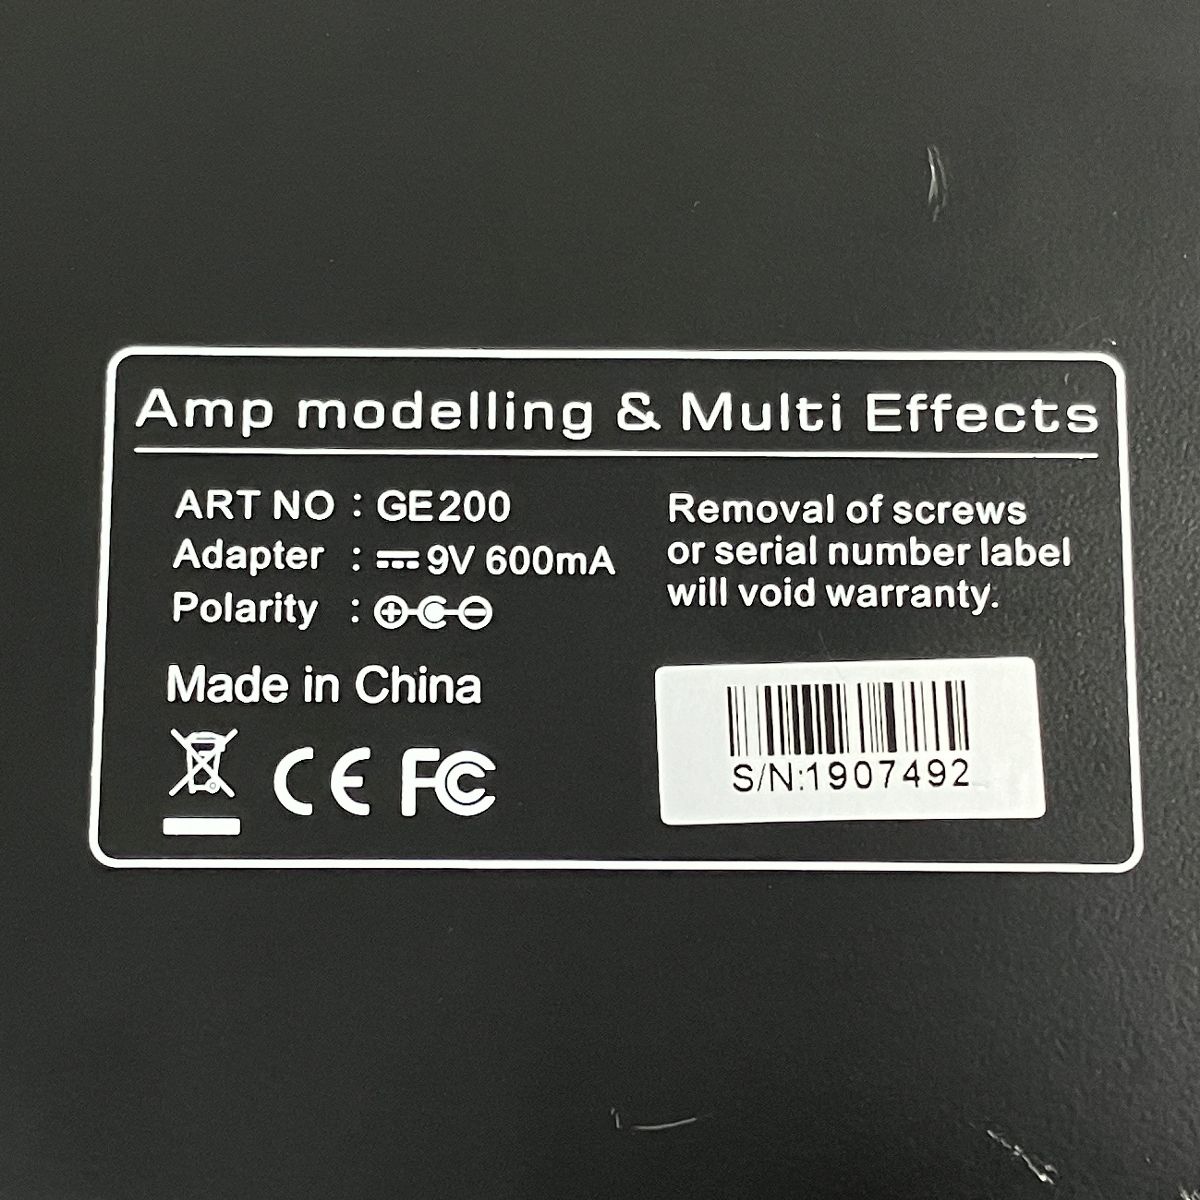 Amp modelling & Multi Effects
ART NO : GE200
Adapter : ⎓ 9V 600mA
Polarity :
Removal of screws
or serial number label
will void warranty.
Made in China
CE FC
S/N:1907492